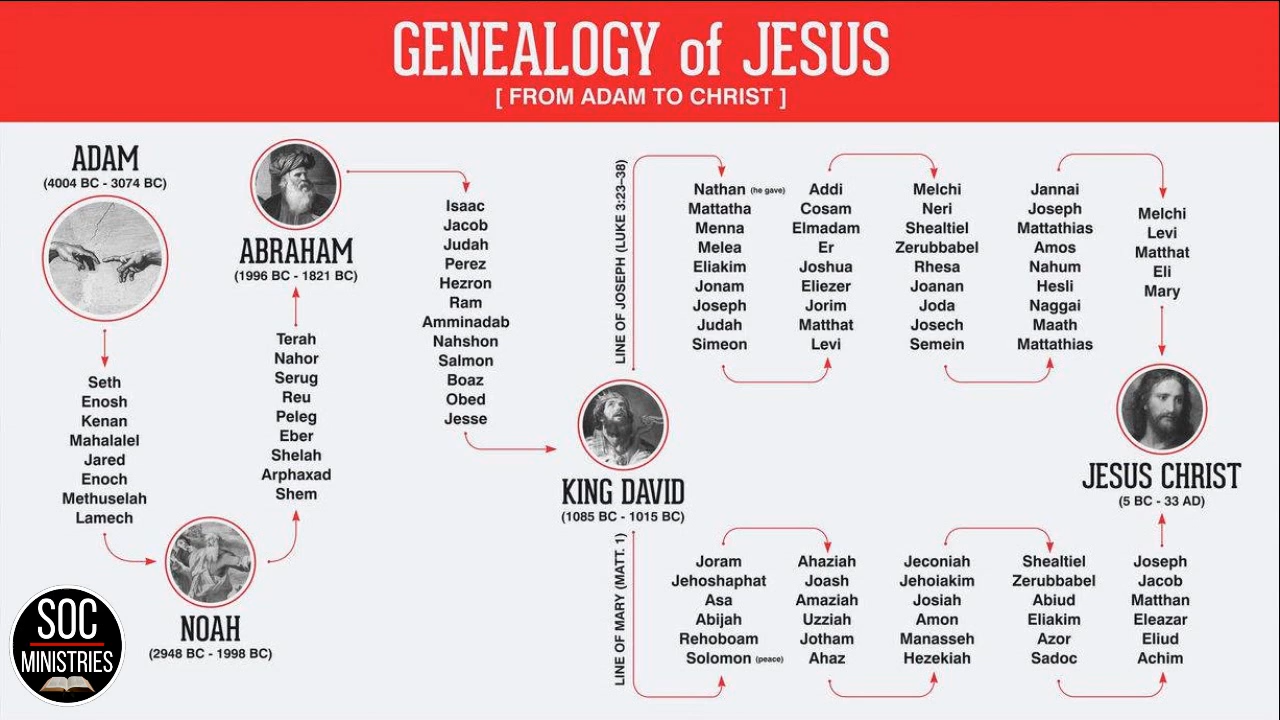 GENEALOGY of JESUS
[ FROM ADAM TO CHRIST ]
ADAM
(4004 BC - 3074 BC)
Seth
Enosh
Kenan
Mahalalel
Jared
Enoch
Methuselah
Lamech
NOAH
(2948 BC - 1998 BC)
Terah
Nahor
Serug
Reu
Peleg
Eber
Shelah
Arphaxad
Shem
ABRAHAM
(1996 BC - 1821 BC)
Isaac
Jacob
Judah
Perez
Hezron
Ram
Amminadab
Nahshon
Salmon
Boaz
Obed
Jesse
KING DAVID
(1085 BC - 1015 BC)
LINE OF JOSEPH (LUKE 3:23–38)
Nathan (he gave)
Mattatha
Menna
Melea
Eliakim
Jonam
Joseph
Judah
Simeon
Addi
Cosam
Elmadam
Er
Joshua
Eliezer
Jorim
Matthat
Levi
Melchi
Neri
Shealtiel
Zerubbabel
Rhesa
Joanan
Joda
Josech
Semein
Jannai
Joseph
Mattathias
Amos
Nahum
Hesli
Naggai
Maath
Mattathias
Melchi
Levi
Matthat
Eli
Mary
LINE OF MARY (MATT. 1)
Joram
Jehoshaphat
Asa
Abijah
Rehoboam
Solomon (peace)
Ahaziah
Joash
Amaziah
Uzziah
Jotham
Ahaz
Jeconiah
Jehoiakim
Josiah
Amon
Manasseh
Hezekiah
Shealtiel
Zerubbabel
Abiud
Eliakim
Azor
Sadoc
Joseph
Jacob
Matthan
Eleazar
Eliud
Achim
JESUS CHRIST
(5 BC - 33 AD)
SOC
MINISTRIES